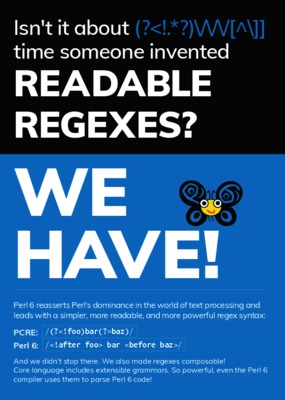 Isn't it about (?<!.*?)\/\/\/[^\]]
time someone invented
READABLE
REGEXES?
WE
HAVE!
Perl 6 reasserts Perl's dominance in the world of text processing and
leads with a simpler, more readable, and more powerful regex syntax:
PCRE: /(?<!foo)bar(?=baz)/
Perl 6: /<!after foo> bar <before baz>/
And we didn't stop there. We also made regexes composable!
Core language includes extensible grammars. So powerful, even the Perl 6
compiler uses them to parse Perl 6 code!